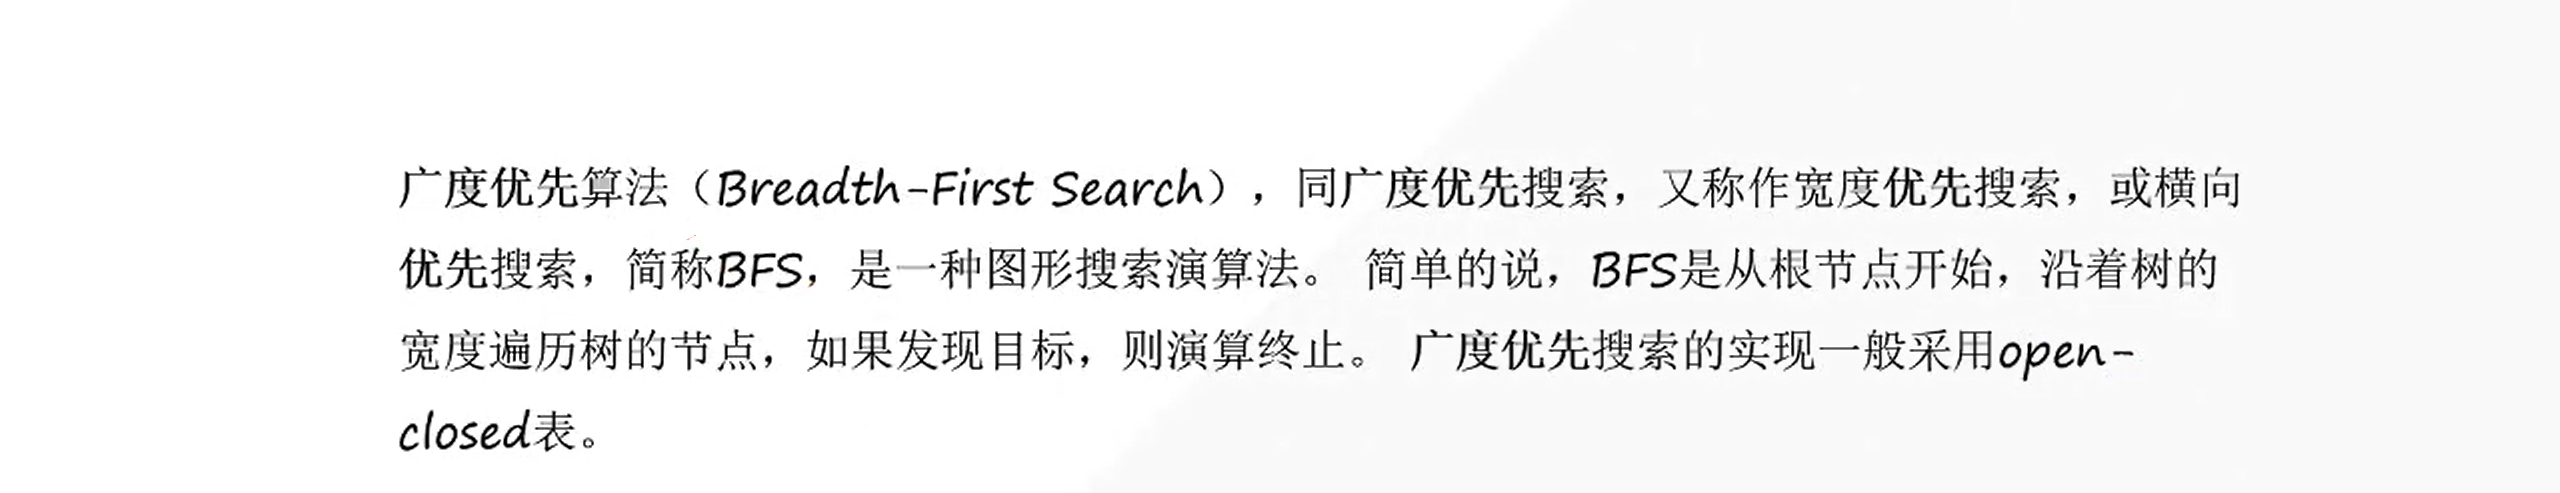 广度优先算法（Breadth-First Search），同广度优先搜索，又称作宽度优先搜索，或横向
优先搜索，简称BFS，是一种图形搜索演算法。 简单的说，BFS是从根节点开始，沿着树的
宽度遍历树的节点，如果发现目标，则演算终止。 广度优先搜索的实现一般采用open-
closed表。